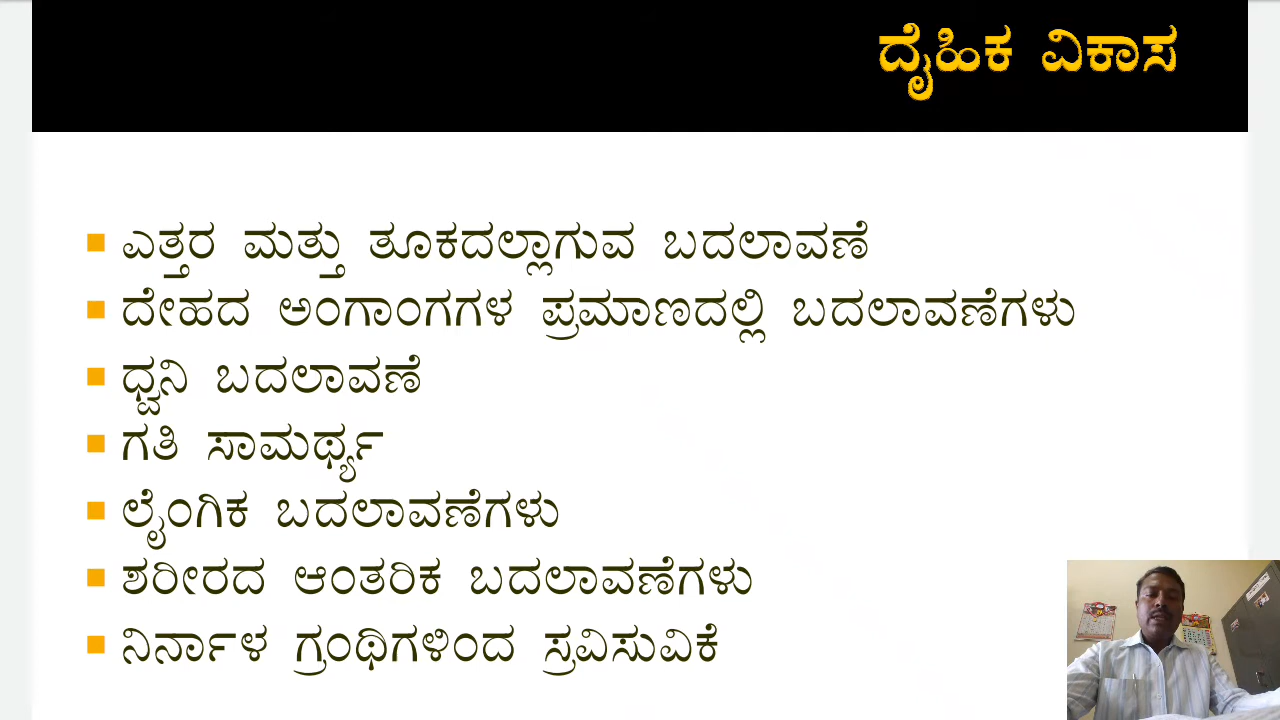 ದೈಹಿಕ ವಿಕಾಸ
ಎತ್ತರ ಮತ್ತು ತೂಕದಲ್ಲಾಗುವ ಬದಲಾವಣೆ
ದೇಹದ ಅಂಗಾಂಗಗಳ ಪ್ರಮಾಣದಲ್ಲಿ ಬದಲಾವಣೆಗಳು
ಧ್ವನಿ ಬದಲಾವಣೆ
ಗತಿ ಸಾಮರ್ಥ್ಯ
ಲೈಂಗಿಕ ಬದಲಾವಣೆಗಳು
ಶರೀರದ ಆಂತರಿಕ ಬದಲಾವಣೆಗಳು
ನಿರ್ನಾಳ ಗ್ರಂಥಿಗಳಿಂದ ಸ್ರವಿಸುವಿಕೆ